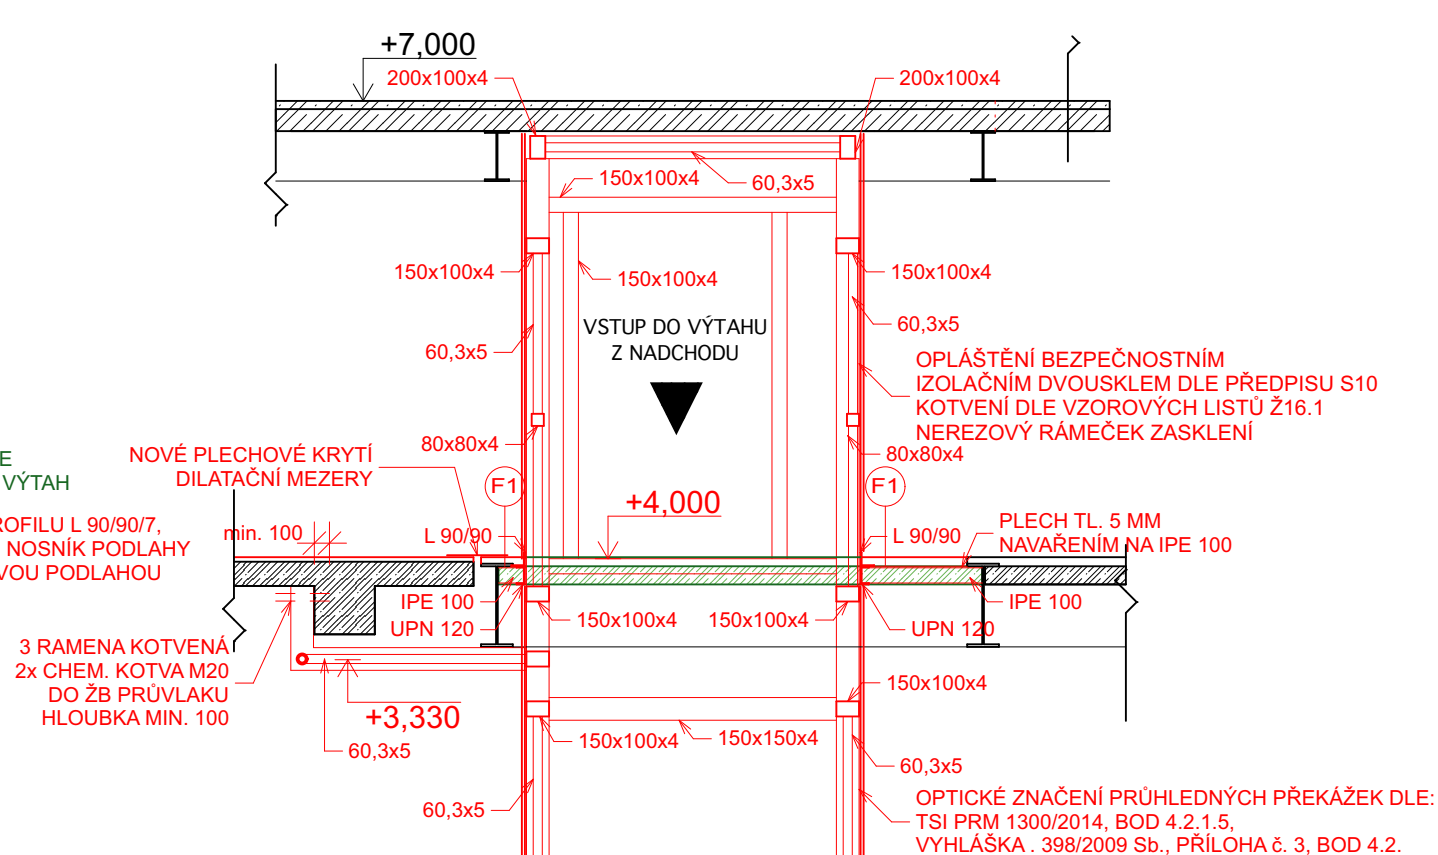 +7,000
200x100x4
200x100x4
150x100x4
60,3x5
150x100x4
150x100x4
150x100x4
VSTUP DO VÝTAHU
Z NADCHODU
60,3x5
60,3x5
OPLÁŠTĚNÍ BEZPEČNOSTNÍM
IZOLAČNÍM DVOUSKLEM DLE PŘEDPISU S10
KOTVENÍ DLE VZOROVÝCH LISTŮ Ž16.1
NEREZOVÝ RÁMEČEK ZASKLENÍ
80x80x4
80x80x4
E
VÝTAH
NOVÉ PLECHOVÉ KRYTÍ
DILATAČNÍ MEZERY
F1
F1
+4,000
ROFILU L 90/90/7,
NOSNÍK PODLAHY
VOU PODLAHOU
min. 100
L 90/90
L 90/90
PLECH TL. 5 MM
NAVAŘENÍM NA IPE 100
IPE 100
UPN 120
150x100x4
150x100x4
IPE 100
UPN 120
3 RAMENA KOTVENÁ
2x CHEM. KOTVA M20
DO ŽB PRŮVLAKU
HLOUBKA MIN. 100
+3,330
60,3x5
150x100x4
150x100x4
150x150x4
60,3x5
60,3x5
OPTICKÉ ZNAČENÍ PRŮHLEDNÝCH PŘEKÁŽEK DLE:
TSI PRM 1300/2014, BOD 4.2.1.5,
VYHLÁŠKA . 398/2009 Sb., PŘÍLOHA č. 3, BOD 4.2.